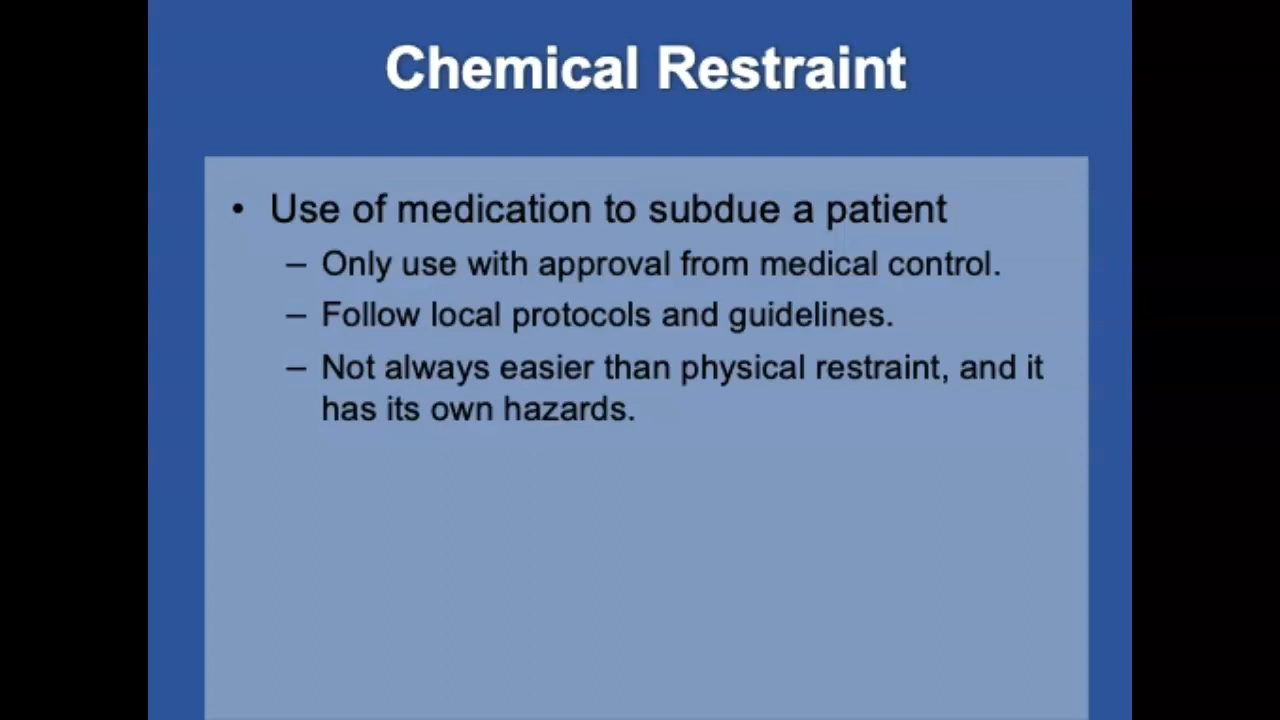 Chemical Restraint
• Use of medication to subdue a patient
– Only use with approval from medical control.
– Follow local protocols and guidelines.
– Not always easier than physical restraint, and it
has its own hazards.